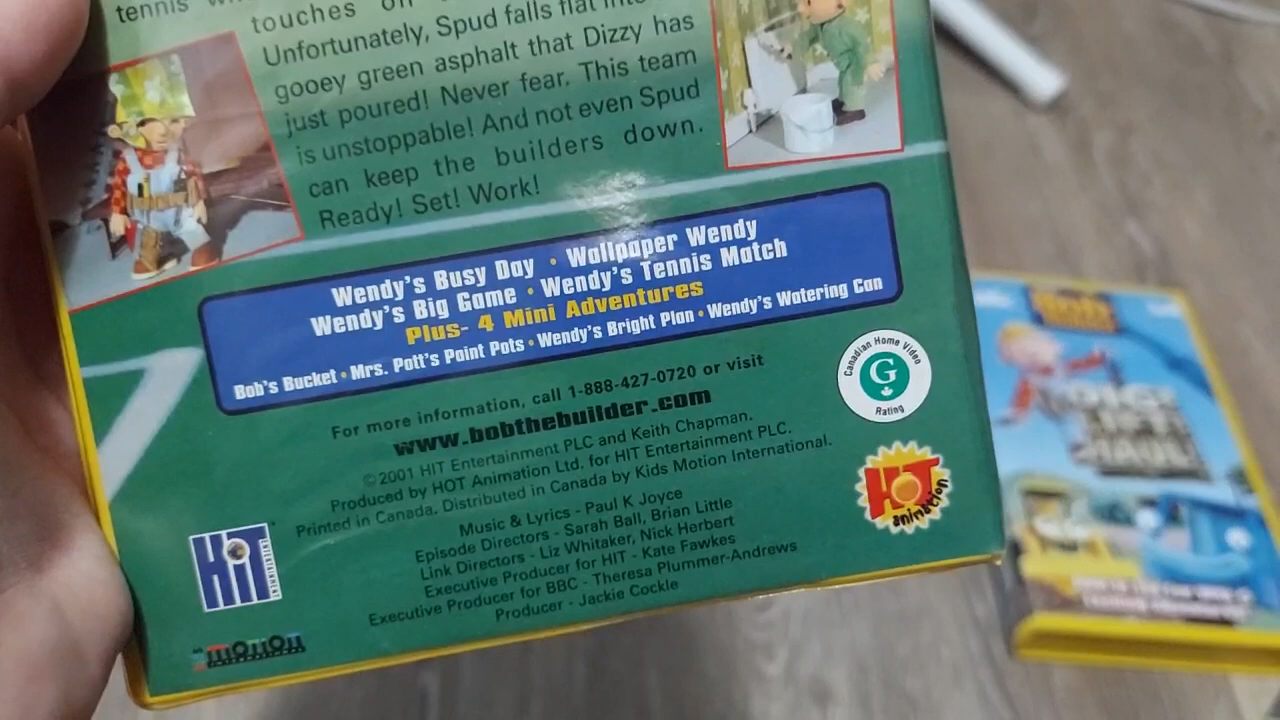 tennis
touches on
Unfortunately, Spud falls flat into
gooey green asphalt that Dizzy has
just poured! Never fear. This team
is unstoppable! And not even Spud
can keep the builders down.
Ready! Set! Work!
Wendy's Busy Day • Wallpaper Wendy
Wendy's Big Game • Wendy's Tennis Match
Plus- 4 Mini Adventures
Bob's Bucket • Mrs. Pott's Paint Pots • Wendy's Bright Plan • Wendy's Watering Can
For more information, call 1-888-427-0720 or visit
www.bobthebuilder.com
©2001 HIT Entertainment PLC and Keith Chapman.
Produced by HOT Animation Ltd. for HIT Entertainment PLC.
Printed in Canada. Distributed in Canada by Kids Motion International.
Music & Lyrics - Paul K Joyce
Episode Directors - Sarah Ball, Brian Little
Link Directors - Liz Whitaker, Nick Herbert
Executive Producer for HIT - Kate Fawkes
Executive Producer for BBC - Theresa Plummer-Andrews
Producer - Jackie Cockle
Canadian Home Video
G
Rating
HOT
animation
HiT
ENTERTAINMENT
MOTION
INTERNATIONAL
Bob
DIG!
LIFT!
HAUL!